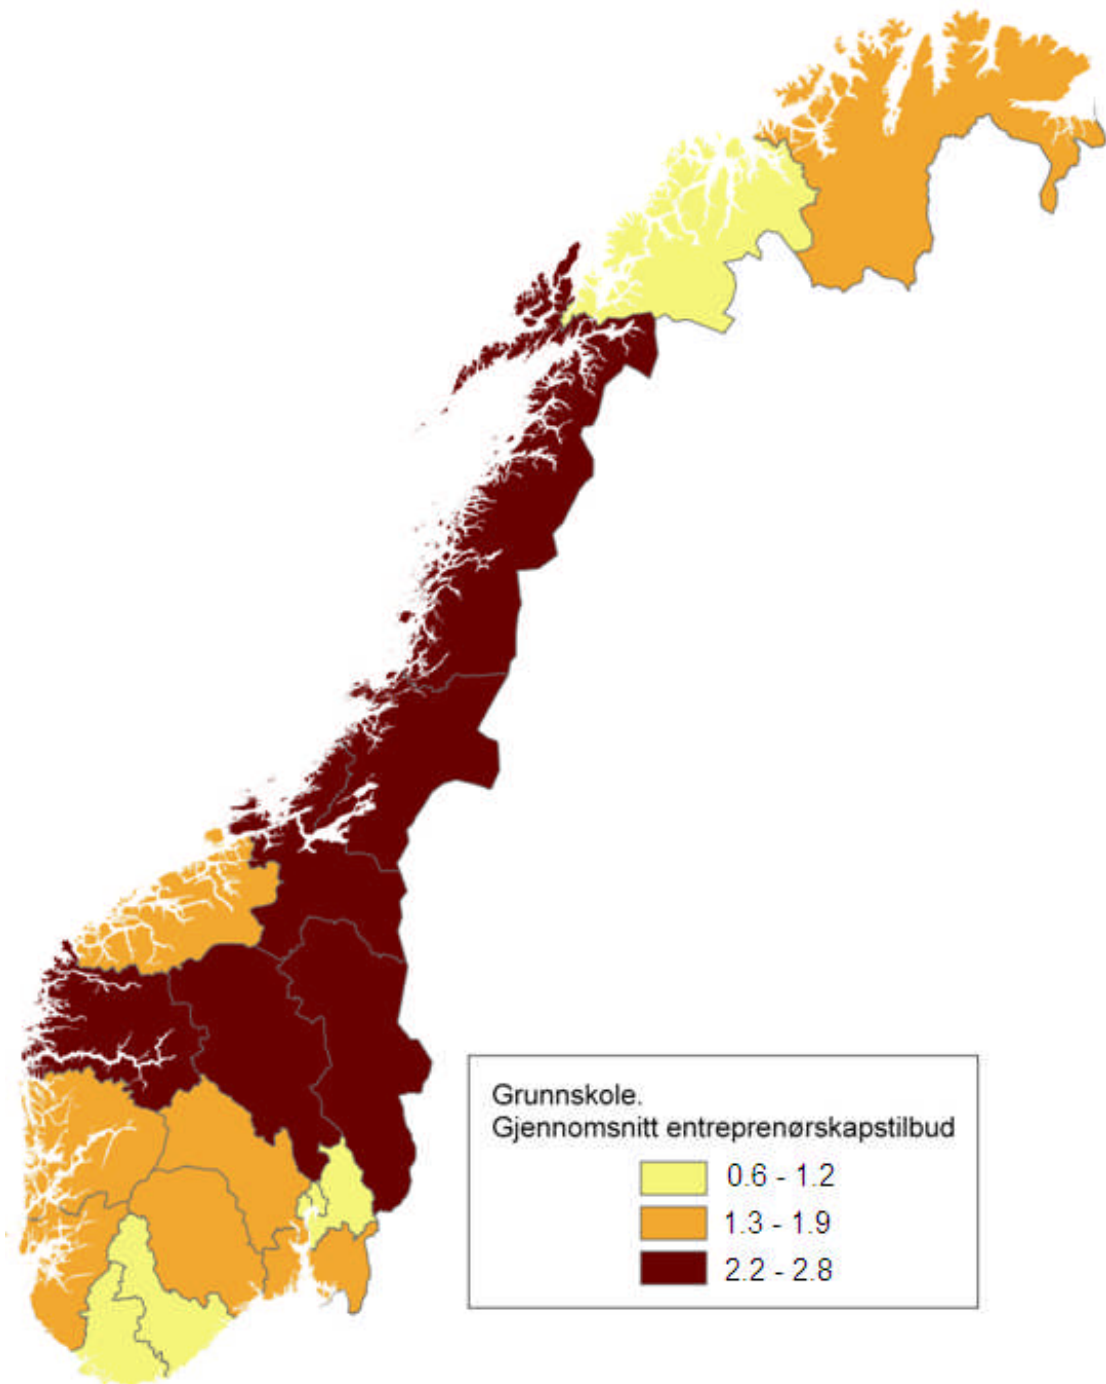 Grunnskole.
Gjennomsnitt entreprenørskapstilbud
0.6 - 1.2
1.3 - 1.9
2.2 - 2.8